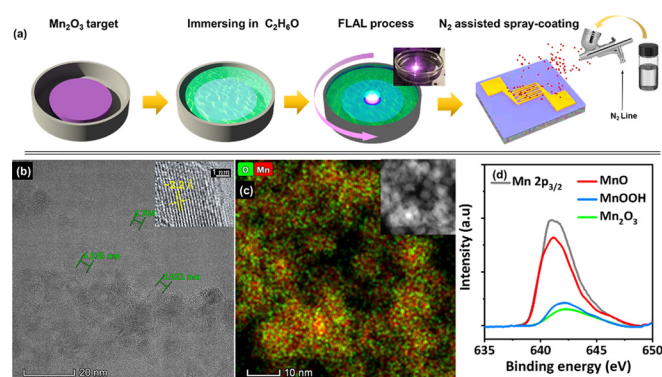 (a)
Mn₂O₃ target
Immersing in C₂H₆O
FLAL process
N₂ assisted spray-coating
N₂ Line
(b)
1 nm
20 nm
O Mn
(c)
10 nm
(d)
Mn 2p₃/₂
MnO
MnOOH
Mn₂O₃
Intensity (a.u)
635 640 645 650
Binding energy (eV)